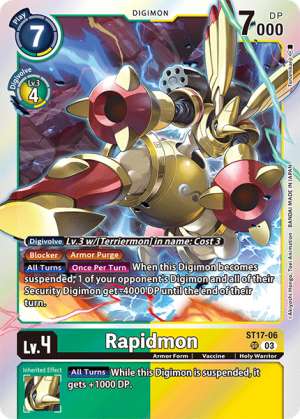 DIGIMON
Play
7
DP
7000
Digivolve
Lv.3
4
©Akiyoshi Hongo, Toei Animation • BANDAI MADE IN JAPAN
Digivolve Lv.3 w/[Terriermon] in name: Cost 3
Blocker Armor Purge
All Turns Once Per Turn When this Digimon becomes
suspended, 1 of your opponent's Digimon and all of their
Security Digimon get -4000 DP until the end of their
turn.
ST17-06
Lv.4
Rapidmon
03
Armor Form
Vaccine
Holy Warrior
Inherited Effect
All Turns While this Digimon is suspended, it
gets +1000 DP.